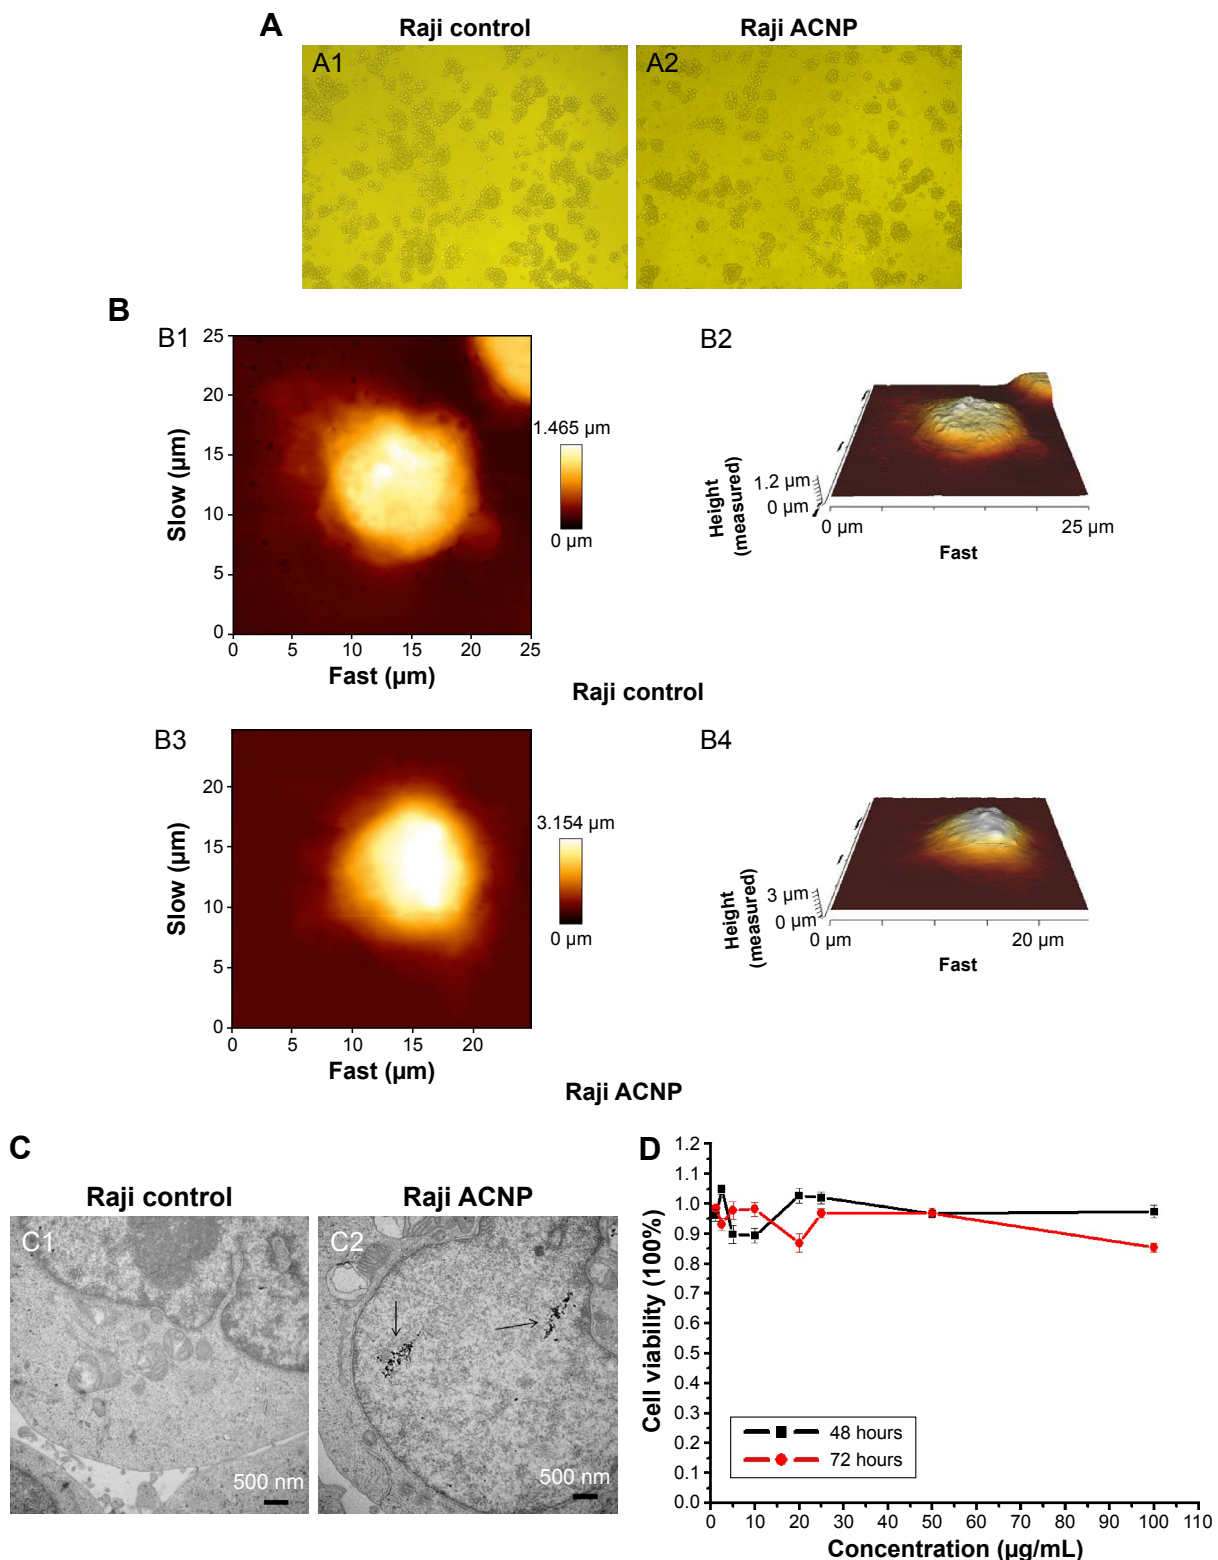 A
Raji control
Raji ACNP
A1
A2
B
B1
25
20
15
10
5
0
Slow (µm)
0 5 10 15 20 25
Fast (µm)
1.465 µm
0 µm
B2
Height
(measured)
1.2 µm
0 µm
0 µm
25 µm
Fast
Raji control
B3
20
15
10
5
0
Slow (µm)
0 5 10 15 20
Fast (µm)
3.154 µm
0 µm
B4
Height
(measured)
3 µm
0 µm
0 µm
20 µm
Fast
Raji ACNP
C
Raji control
Raji ACNP
C1
500 nm
C2
500 nm
D
Cell viability (100%)
1.2
1.1
1.0
0.9
0.8
0.7
0.6
0.5
0.4
0.3
0.2
0.1
0.0
48 hours
72 hours
0 10 20 30 40 50 60 70 80 90 100 110
Concentration (µg/mL)